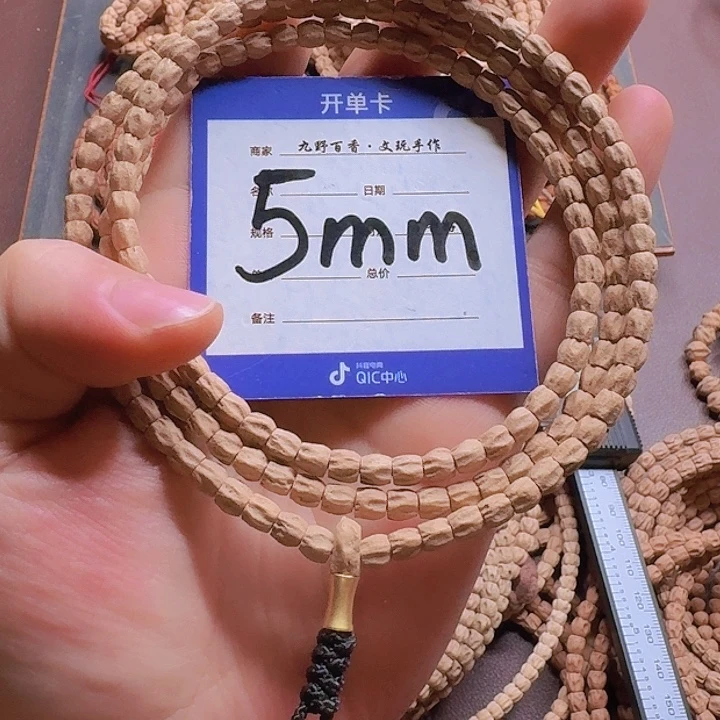 开单卡
商家 九野百香·文玩手作
名称 日期
5mm
规格
总价
备注
抖音电商
QIC中心